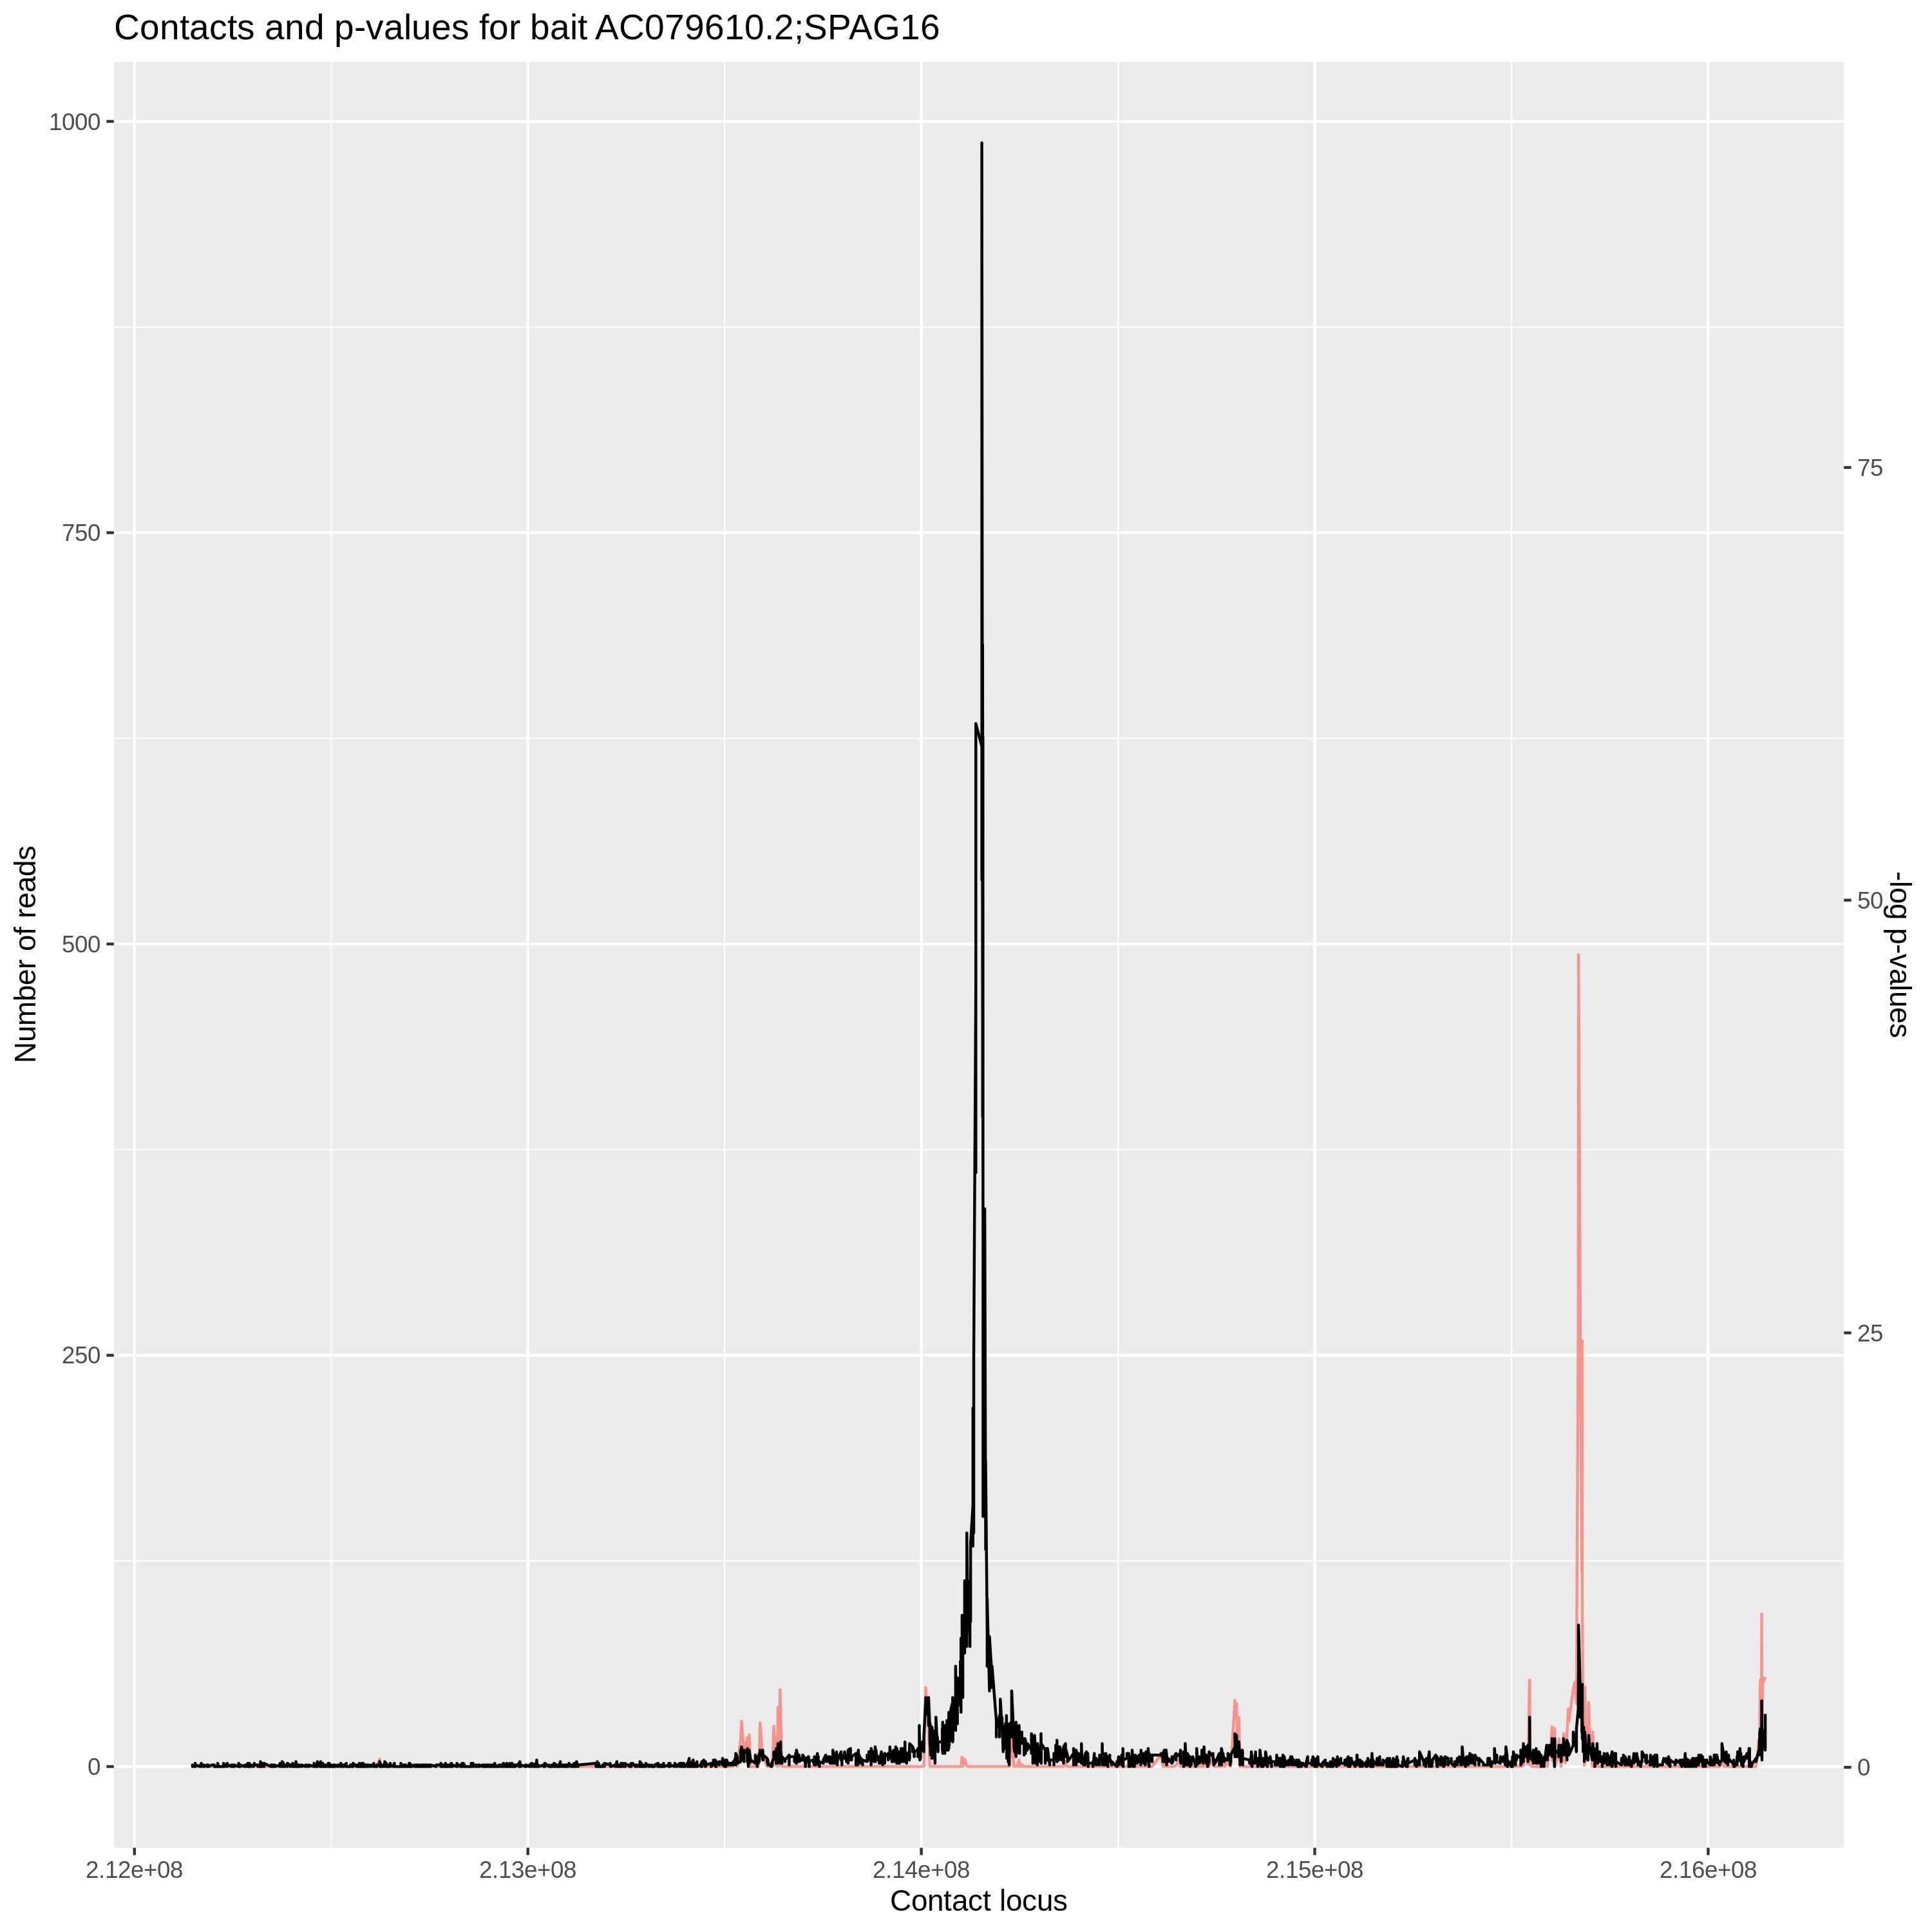 Contacts and p-values for bait AC079610.2;SPAG16
1000
750
500
250
0
Number of reads
75
50
25
0
-log p-values
2.12e+08
2.13e+08
2.14e+08
2.15e+08
2.16e+08
Contact locus